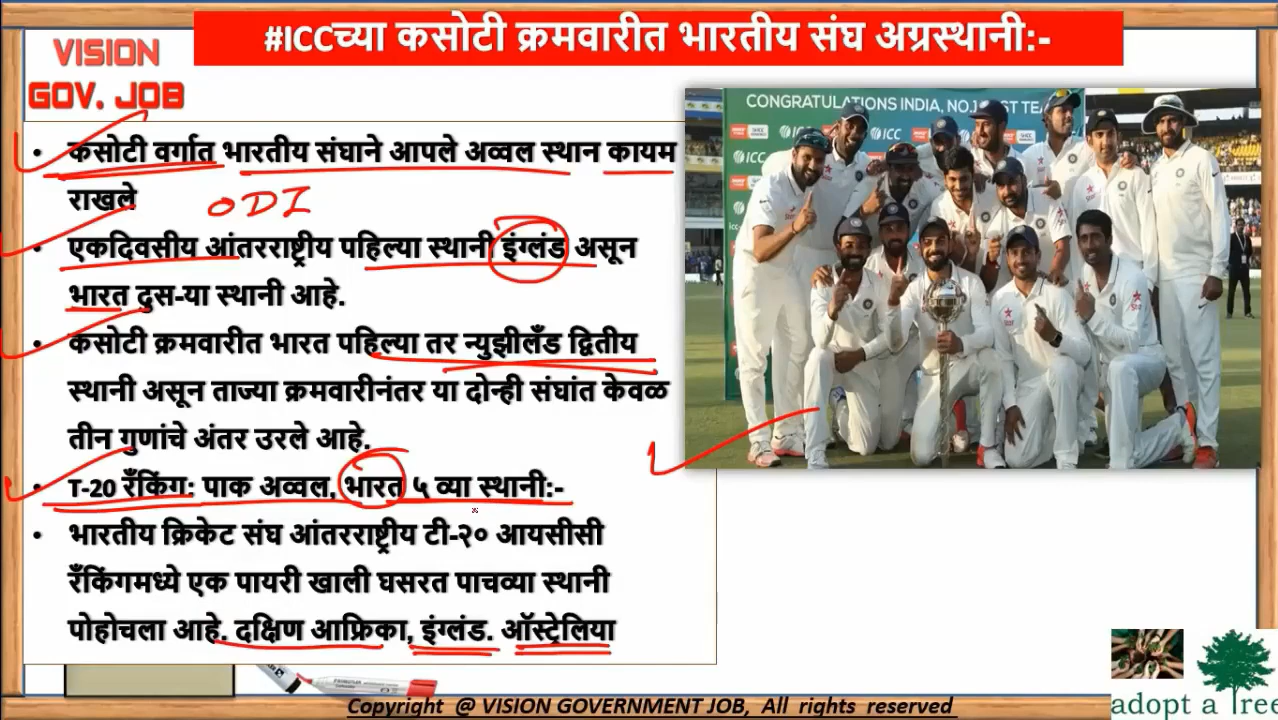 #ICCच्या कसोटी क्रमवारीत भारतीय संघ अग्रस्थानी:-
VISION
GOV. JOB
• कसोटी वर्गात भारतीय संघाने आपले अव्वल स्थान कायम
राखले
ODI
• एकदिवसीय आंतरराष्ट्रीय पहिल्या स्थानी इंग्लंड असून
भारत दुस-या स्थानी आहे.
• कसोटी क्रमवारीत भारत पहिल्या तर न्युझीलँड द्वितीय
स्थानी असून ताज्या क्रमवारीनंतर या दोन्ही संघांत केवळ
तीन गुणांचे अंतर उरले आहे.
• T-20 रँकिंग: पाक अव्वल, भारत ५ व्या स्थानी:-
• भारतीय क्रिकेट संघ आंतरराष्ट्रीय टी-२० आयसीसी
रँकिंगमध्ये एक पायरी खाली घसरत पाचव्या स्थानी
पोहोचला आहे. दक्षिण आफ्रिका, इंग्लंड. ऑस्ट्रेलिया
CONGRATULATIONS INDIA, NO.1
ICC
ICC
Star
Star
adopt a Tree
Copyright @ VISION GOVERNMENT JOB, All rights reserved